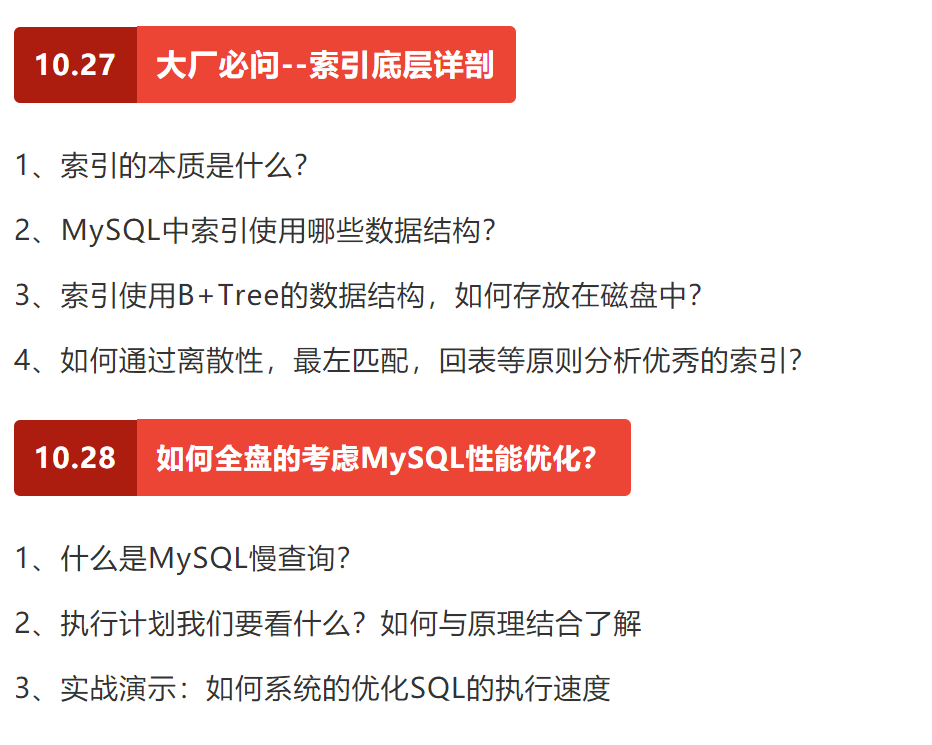 10.27 大厂必问--索引底层详剖
1、索引的本质是什么？
2、MySQL中索引使用哪些数据结构？
3、索引使用B+Tree的数据结构，如何存放在磁盘中？
4、如何通过离散性，最左匹配，回表等原则分析优秀的索引？
10.28 如何全盘的考虑MySQL性能优化？
1、什么是MySQL慢查询？
2、执行计划我们要看什么？如何与原理结合了解
3、实战演示：如何系统的优化SQL的执行速度